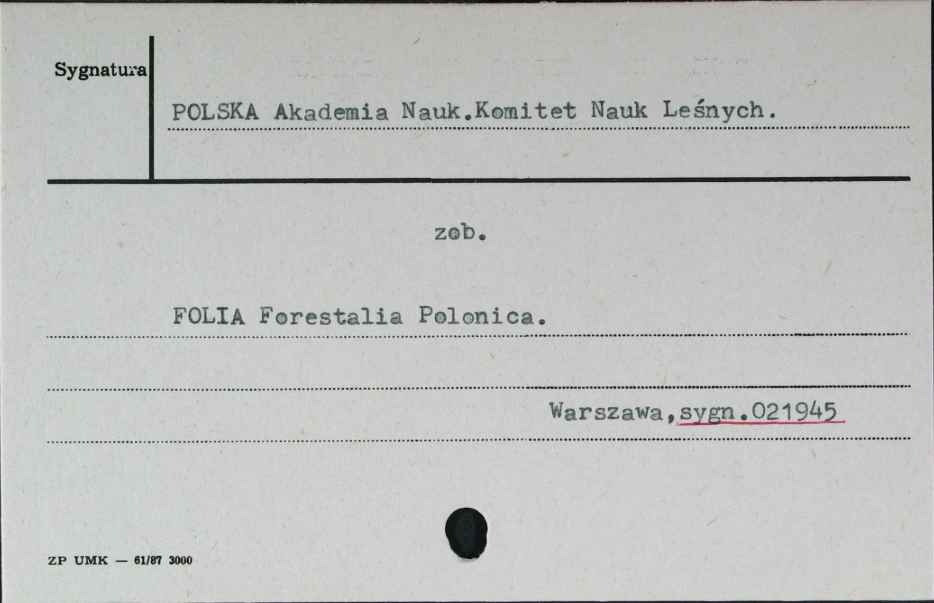 Sygnatura
POLSKA Akademia Nauk.Komitet Nauk Leśnych.
zob.
FOLIA Forestalia Polonica.
Warszawa,sygn.021945
ZP UMK — 61/87 3000